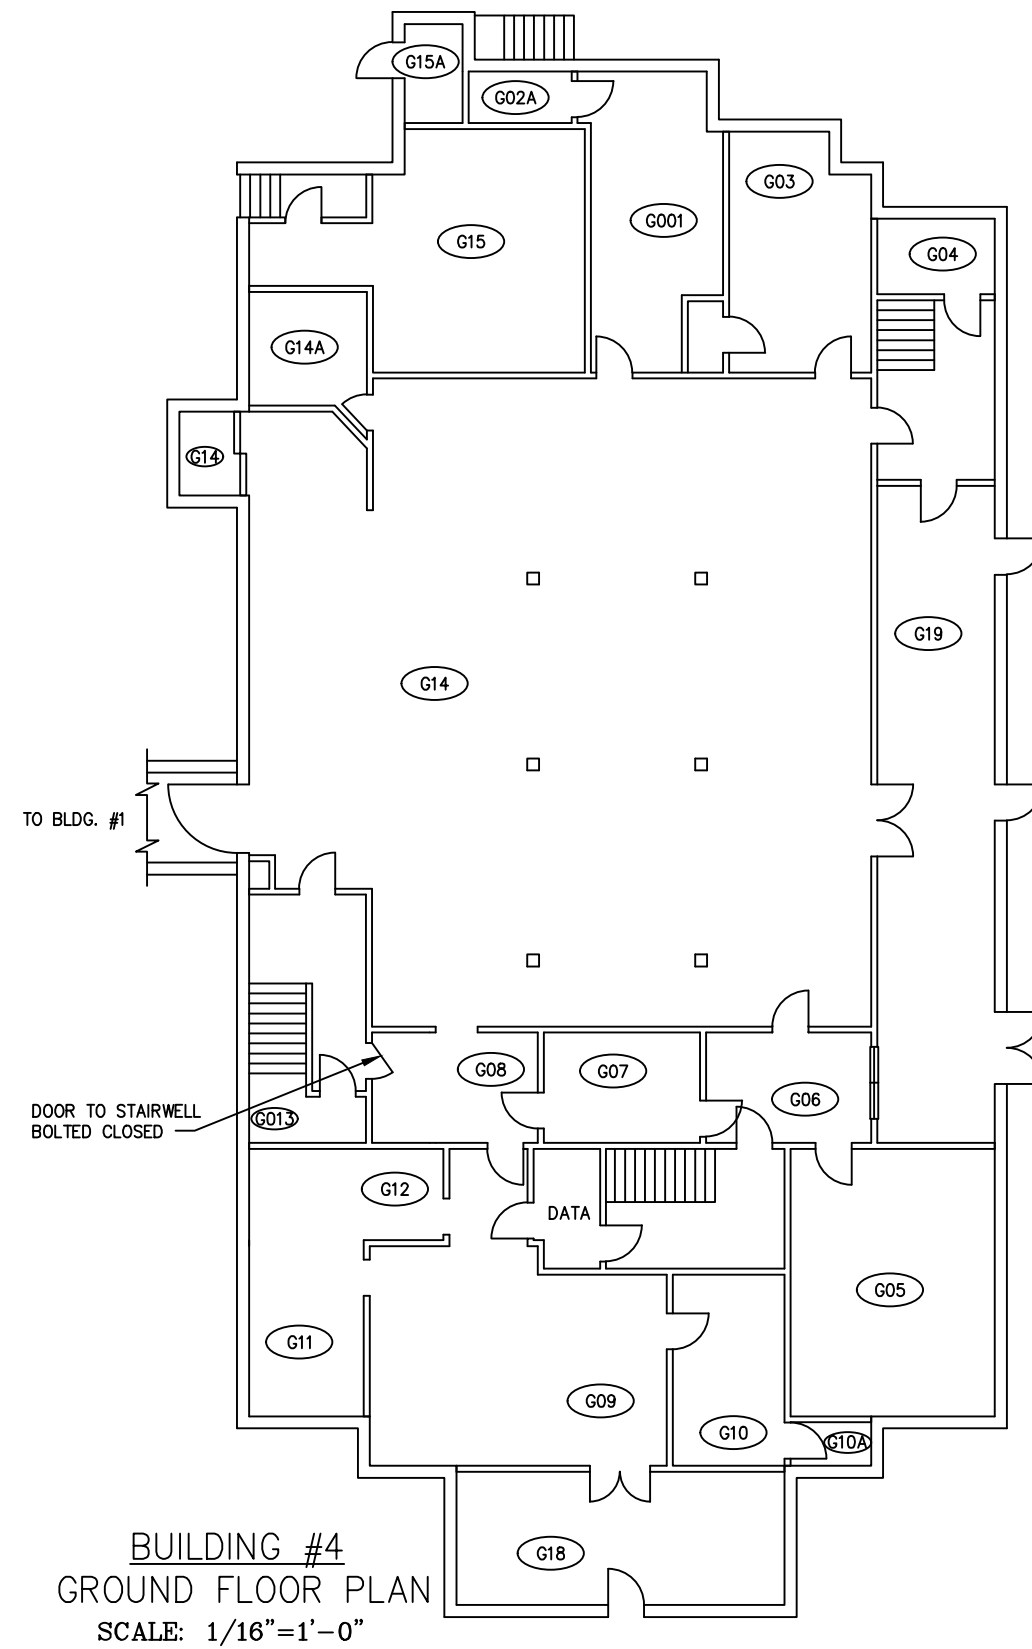 G15A
G02A
G03
G001
G15
G04
G14A
G14
G19
G14
TO BLDG. #1
G08
G07
G06
DOOR TO STAIRWELL
BOLTED CLOSED
G013
G12
DATA
G05
G11
G09
G10
G10A
G18
BUILDING #4
GROUND FLOOR PLAN
SCALE: 1/16"=1'-0"